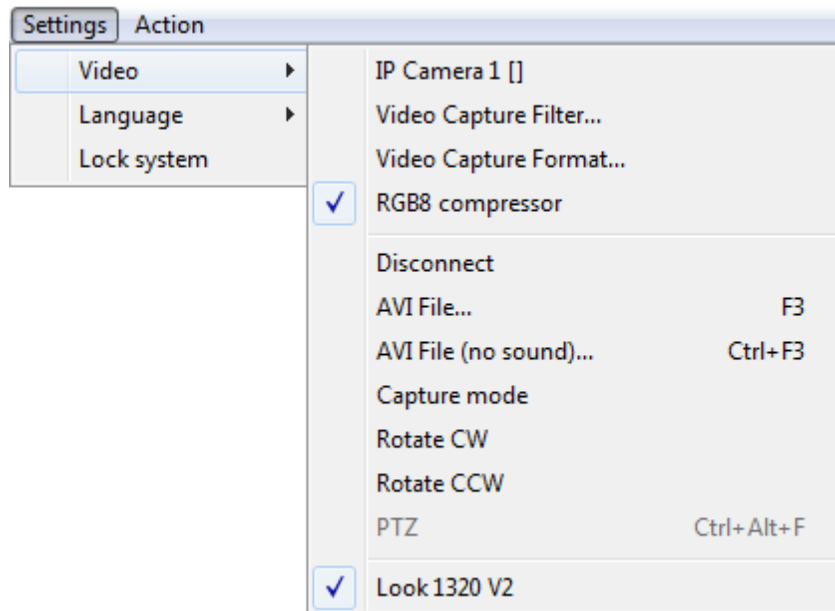 Settings Action
Video
Language
Lock system
IP Camera 1 []
Video Capture Filter...
Video Capture Format...
RGB8 compressor
Disconnect
AVI File... F3
AVI File (no sound)... Ctrl+F3
Capture mode
Rotate CW
Rotate CCW
PTZ Ctrl+Alt+F
Look 1320 V2